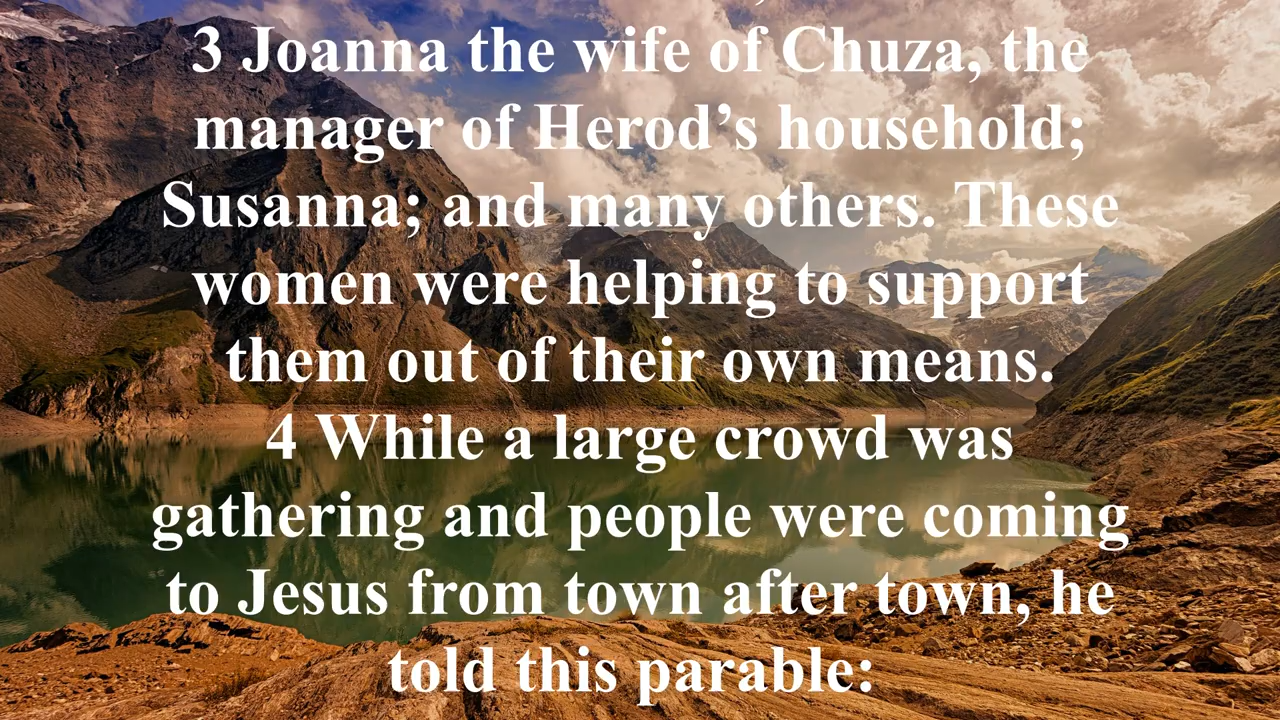 3 Joanna the wife of Chuza, the
manager of Herod’s household;
Susanna; and many others. These
women were helping to support
them out of their own means.
4 While a large crowd was
gathering and people were coming
to Jesus from town after town, he
told this parable: